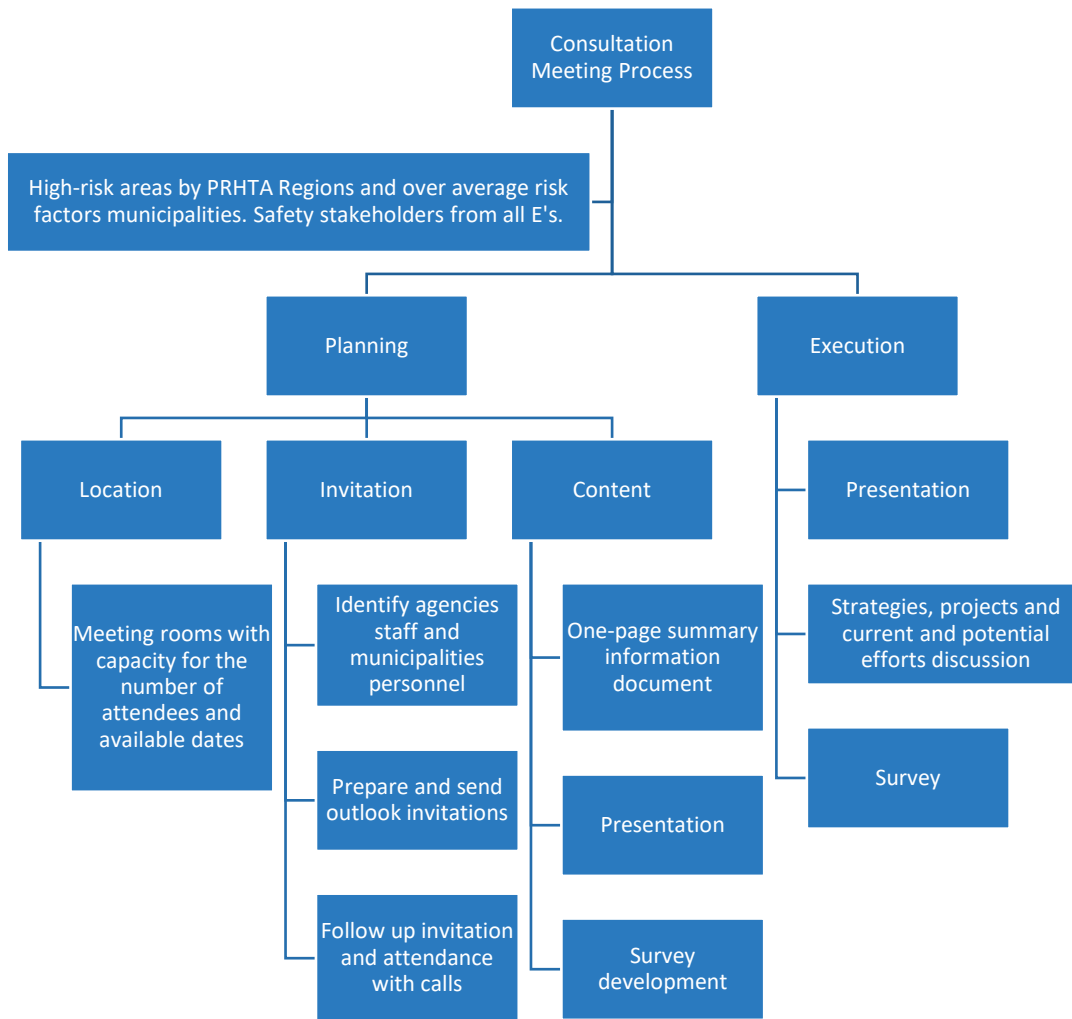 Consultation
Meeting Process
High-risk areas by PRHTA Regions and over average risk
factors municipalities. Safety stakeholders from all E's.
Planning
Execution
Location
Invitation
Content
Presentation
Meeting rooms with
capacity for the
number of
attendees and
available dates
Identify agencies
staff and
municipalities
personnel
One-page summary
information
document
Strategies, projects and
current and potential
efforts discussion
Prepare and send
outlook invitations
Presentation
Survey
Follow up invitation
and attendance
with calls
Survey
development